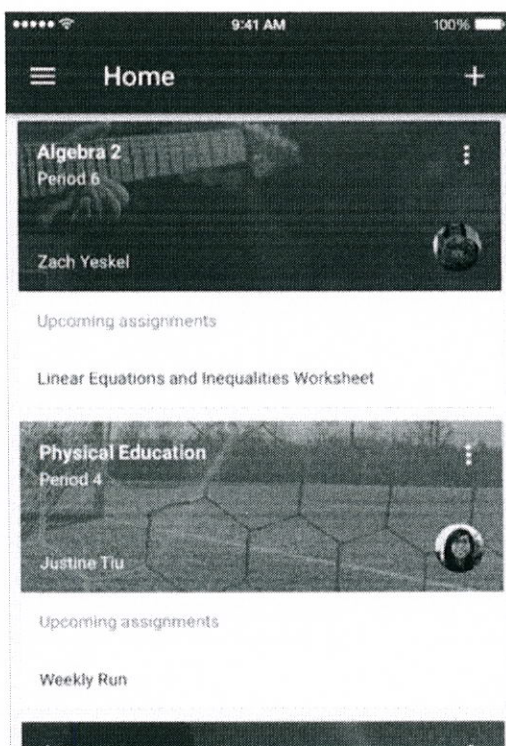 9:41 AM
100%
Home
Algebra 2
Period 6
Zach Yeskel
Upcoming assignments
Linear Equations and Inequalities Worksheet
Physical Education
Period 4
Justine Tiu
Upcoming assignments
Weekly Run